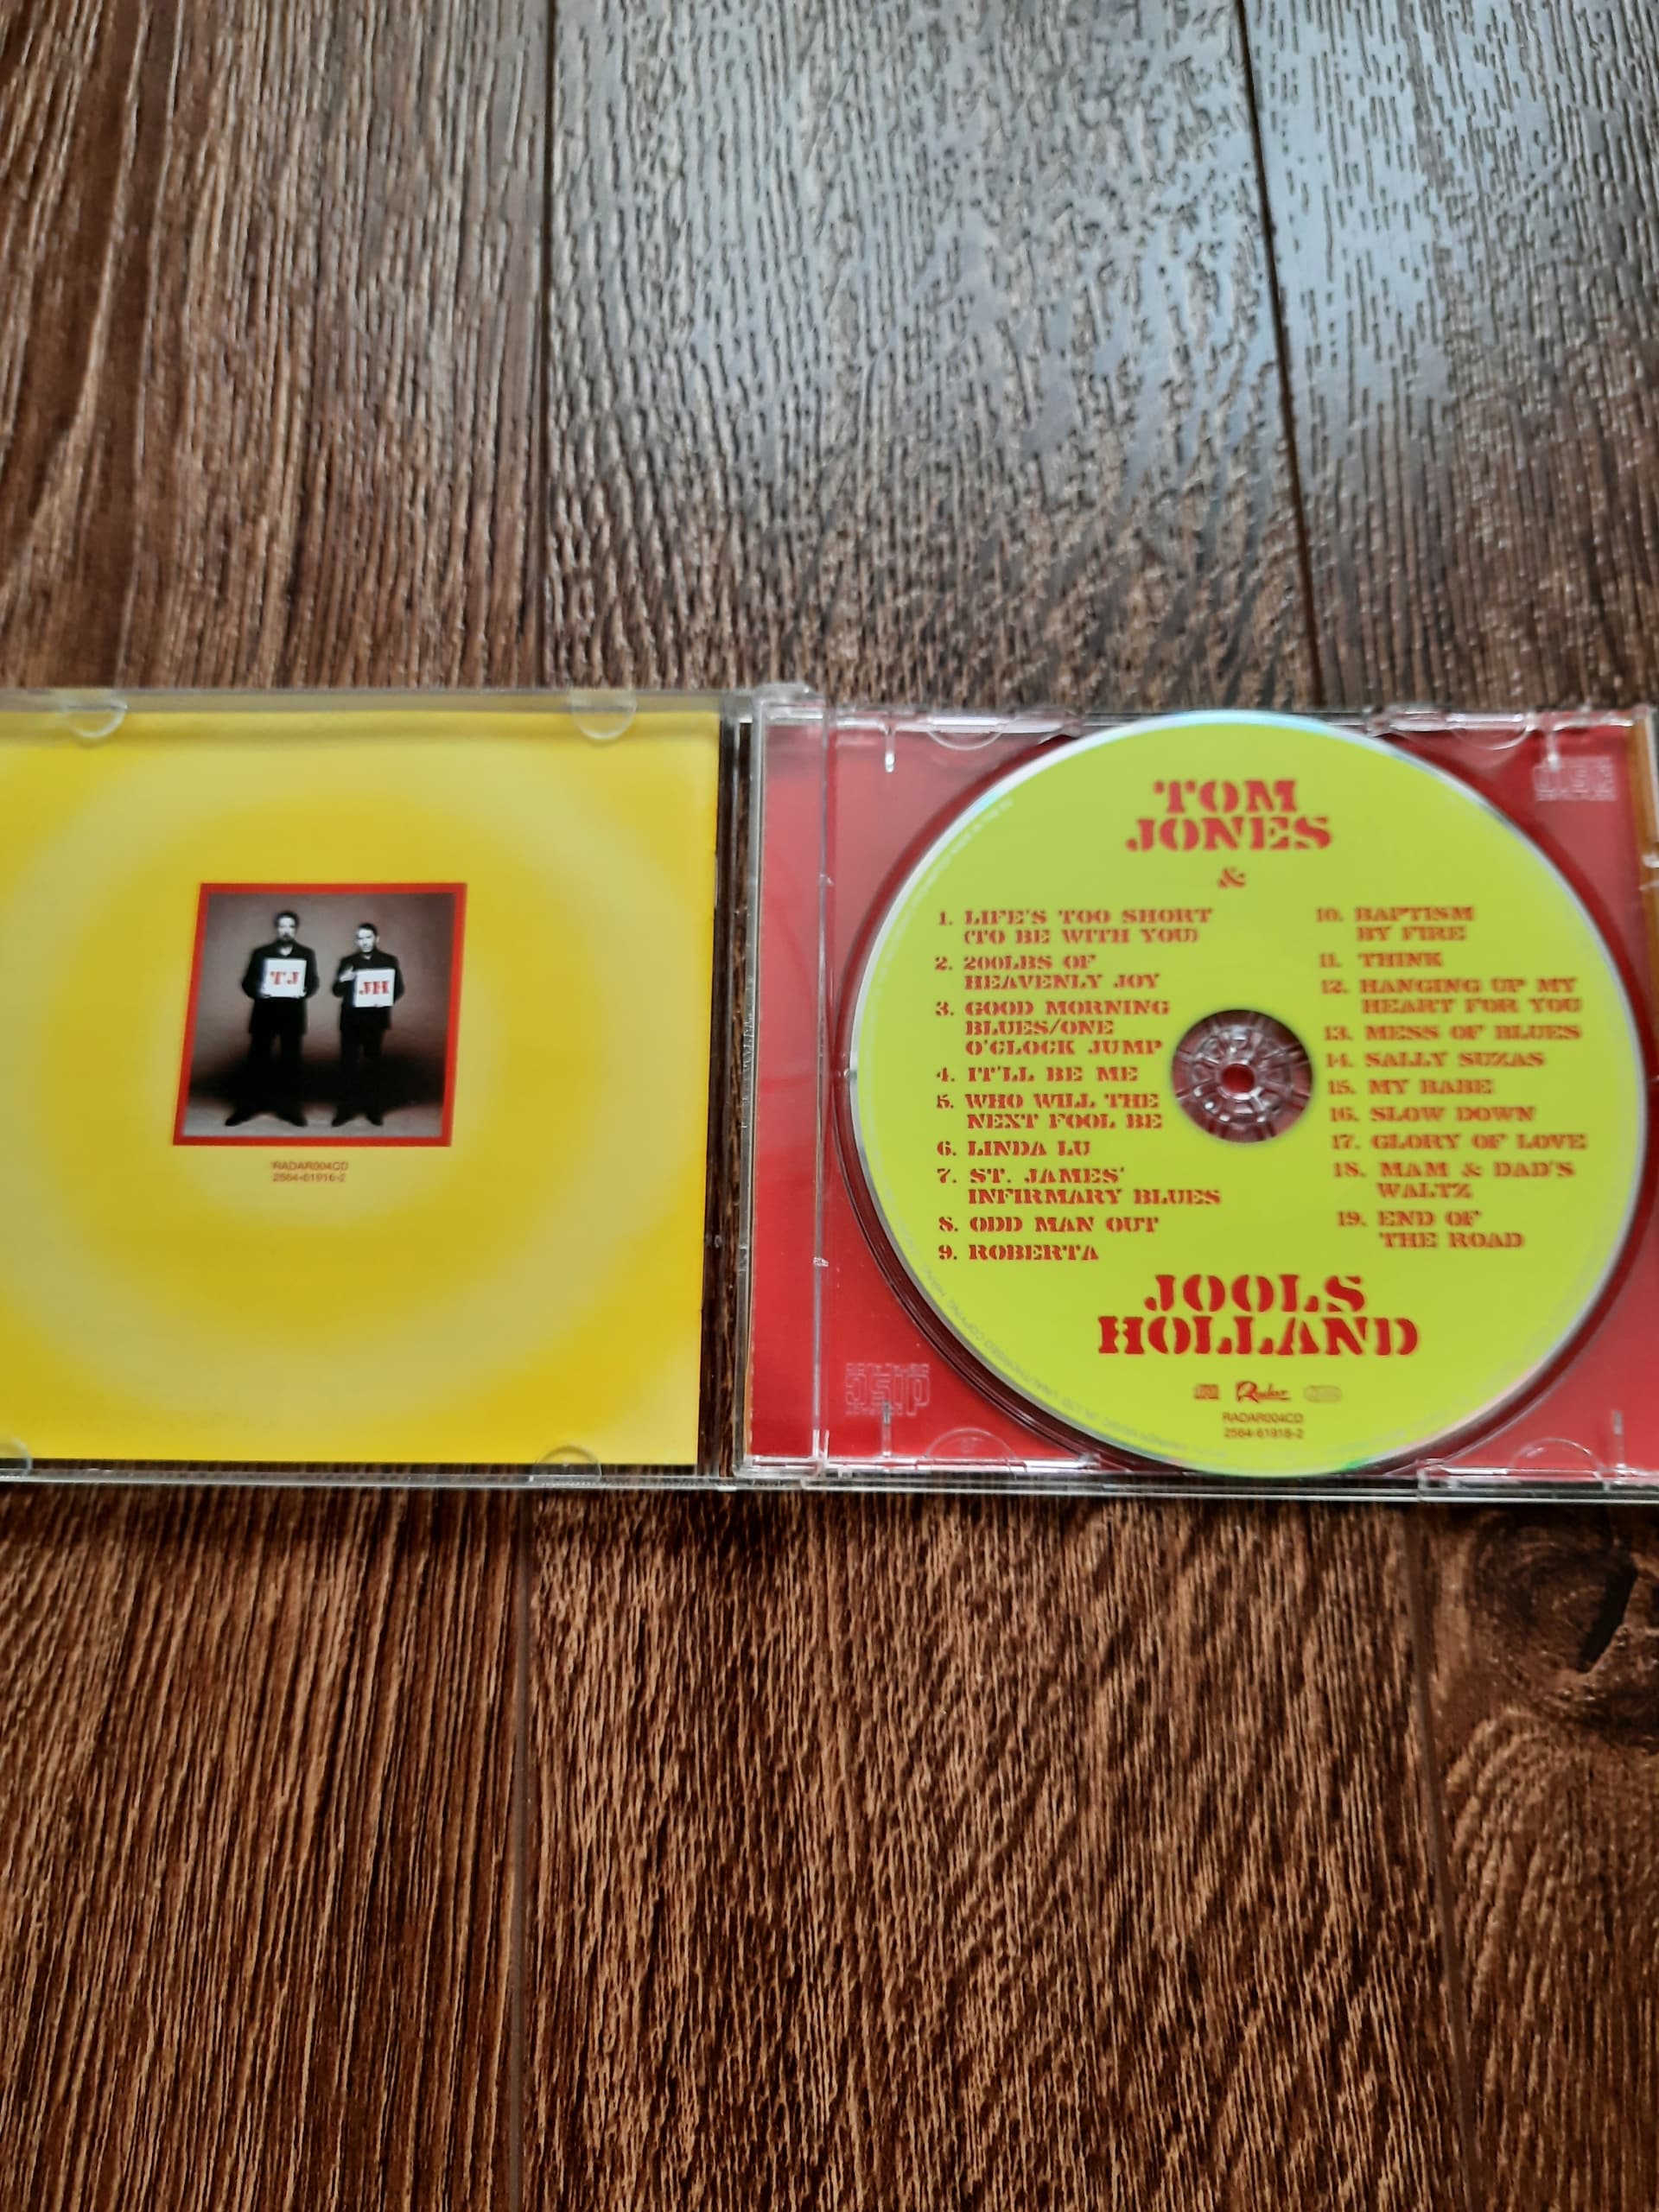 TJ
JH
RADAR004CD
2564-61916-2
TOM
JONES
&
1. LIFE'S TOO SHORT
(TO BE WITH YOU)
2. 200LBS OF
HEAVENLY JOY
3. GOOD MORNING
BLUES/ONE
O'CLOCK JUMP
4. IT'LL BE ME
5. WHO WILL THE
NEXT FOOL BE
6. LINDA LU
7. ST. JAMES'
INFIRMARY BLUES
8. ODD MAN OUT
9. ROBERTA
10. BAPTISM
BY FIRE
11. THINK
12. HANGING UP MY
HEART FOR YOU
13. MESS OF BLUES
14. SALLY SUZAS
15. MY BABE
16. SLOW DOWN
17. GLORY OF LOVE
18. MAM & DAD'S
WALTZ
19. END OF
THE ROAD
JOOLS
HOLLAND
Radar
RADAR004CD
2564-61916-2